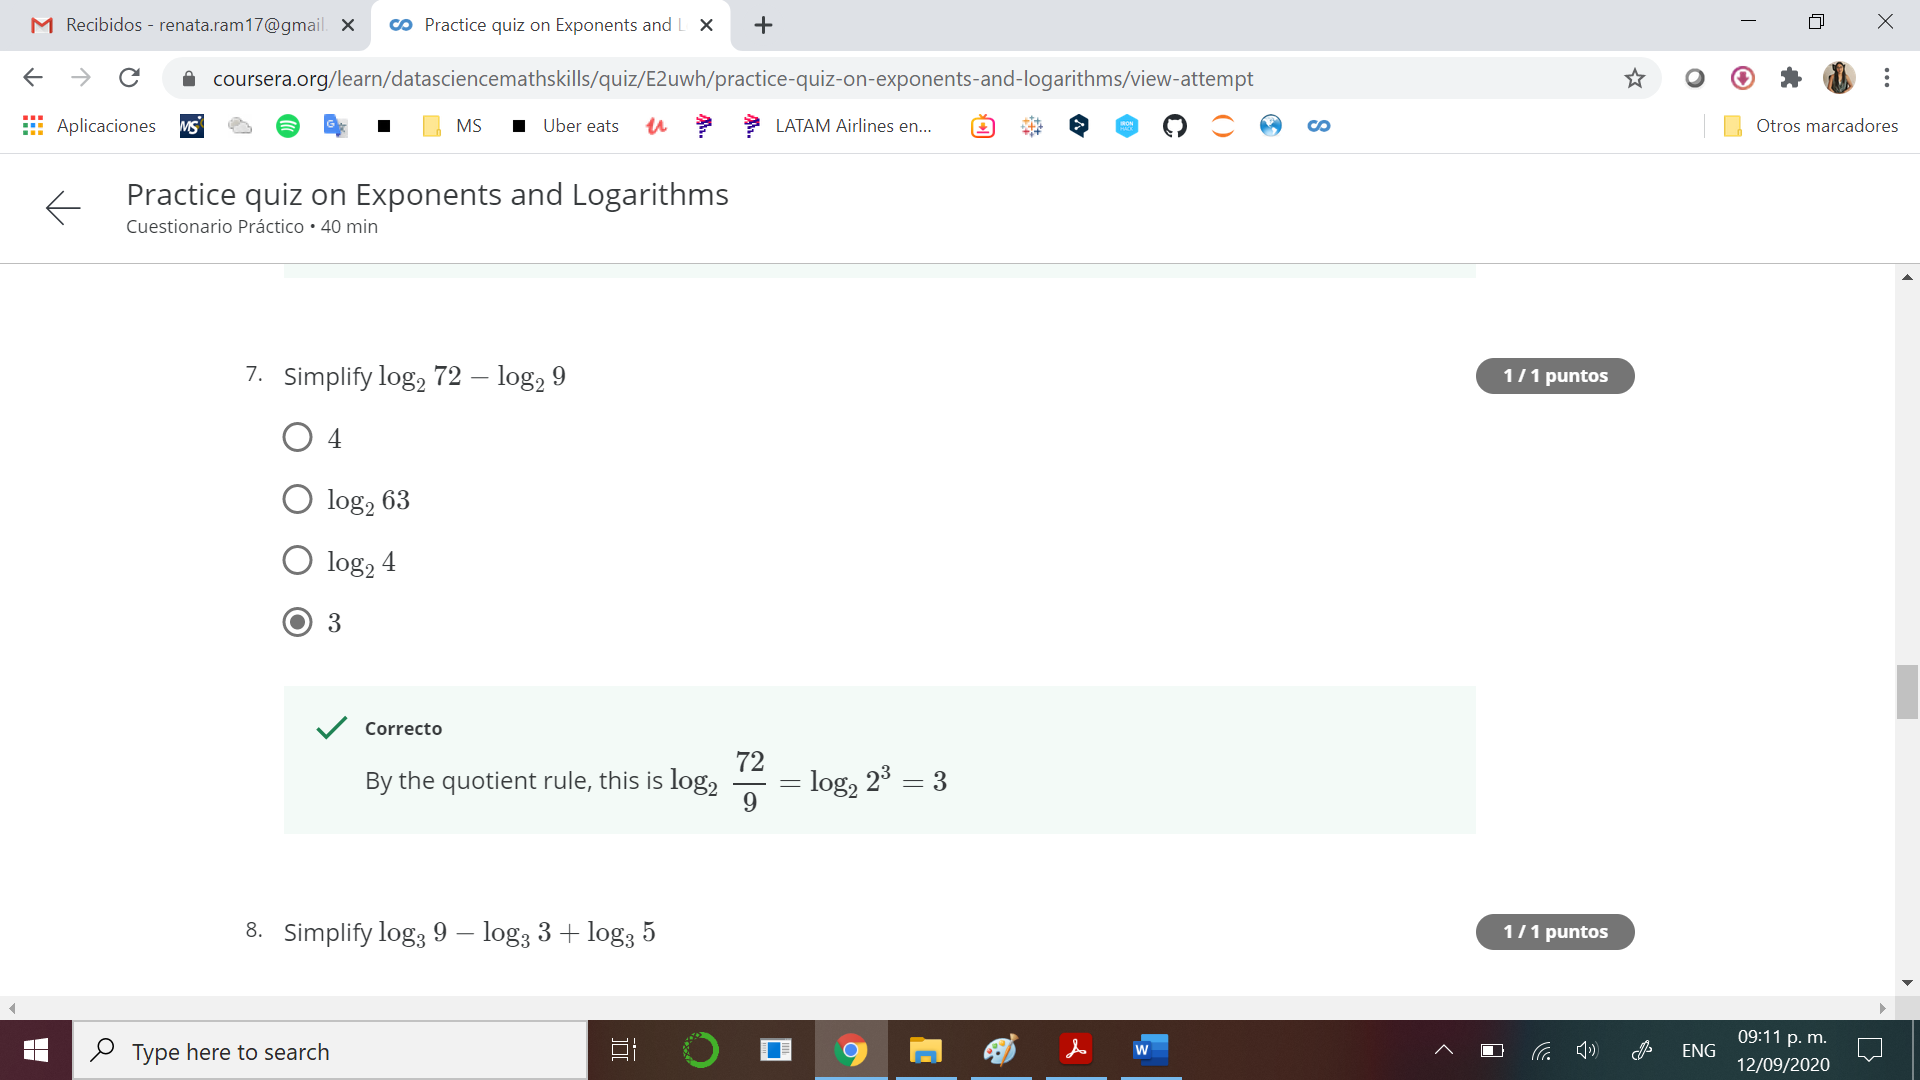 Recibidos - renata.ram17@gmail.
Practice quiz on Exponents and L
coursera.org/learn/datasciencemathskills/quiz/E2uwh/practice-quiz-on-exponents-and-logarithms/view-attempt
Aplicaciones
MS
MS
Uber eats
LATAM Airlines en...
Otros marcadores
Practice quiz on Exponents and Logarithms
Cuestionario Práctico • 40 min
7. Simplify log₂ 72 − log₂ 9
1 / 1 puntos
4
log₂ 63
log₂ 4
3
Correcto
By the quotient rule, this is log₂ 72/9 = log₂ 2³ = 3
8. Simplify log₃ 9 − log₃ 3 + log₃ 5
1 / 1 puntos
Type here to search
W
ENG
09:11 p. m.
12/09/2020